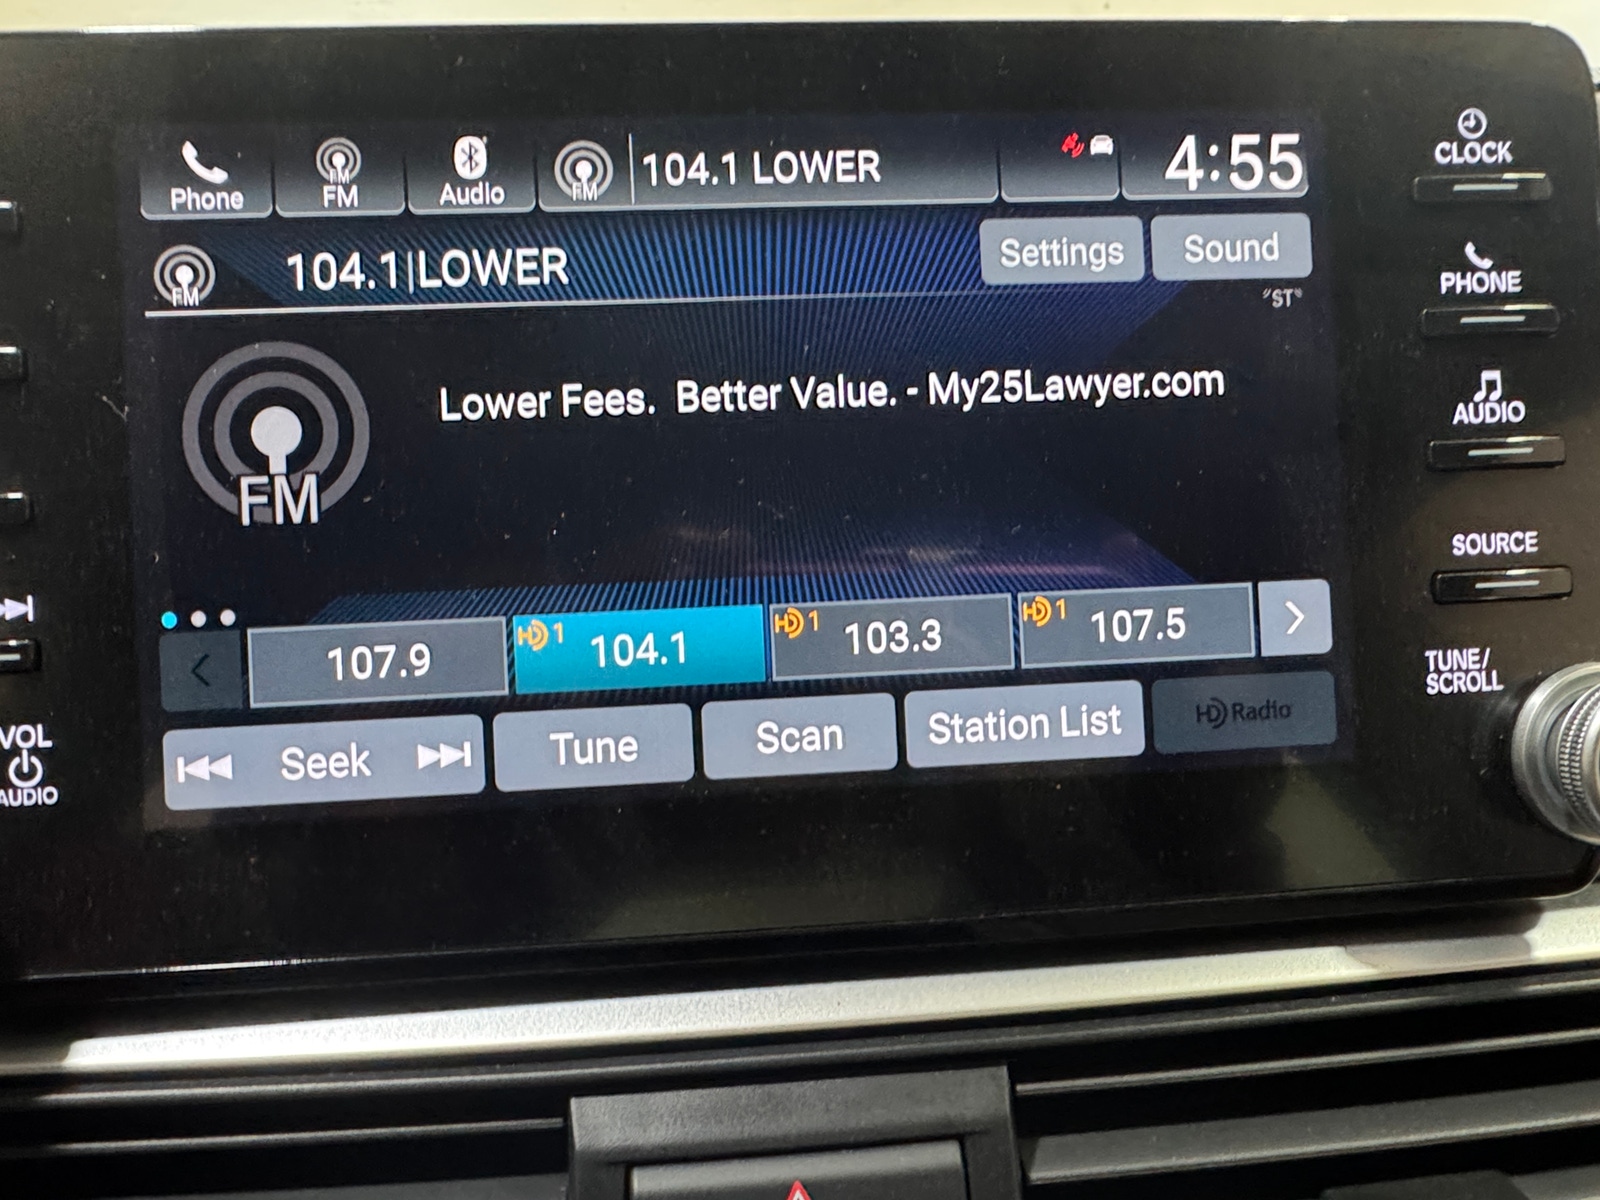 Phone
FM
FM
Audio
FM
104.1 LOWER
4:55
CLOCK
FM
104.1|LOWER
Settings
Sound
"ST"
PHONE
Lower Fees.  Better Value. - My25Lawyer.com
AUDIO
FM
SOURCE
107.9
HD 1
104.1
HD 1
103.3
HD 1
107.5
TUNE/
SCROLL
Seek
Tune
Scan
Station List
HD Radio
VOL
AUDIO